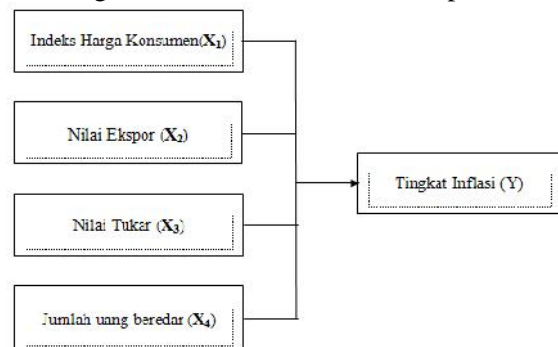 Indeks Harga Konsumen(X1)
Nilai Ekspor (X2)
Nilai Tukar (X3)
Jumlah uang beredar (X4)
Tingkat Inflasi (Y)